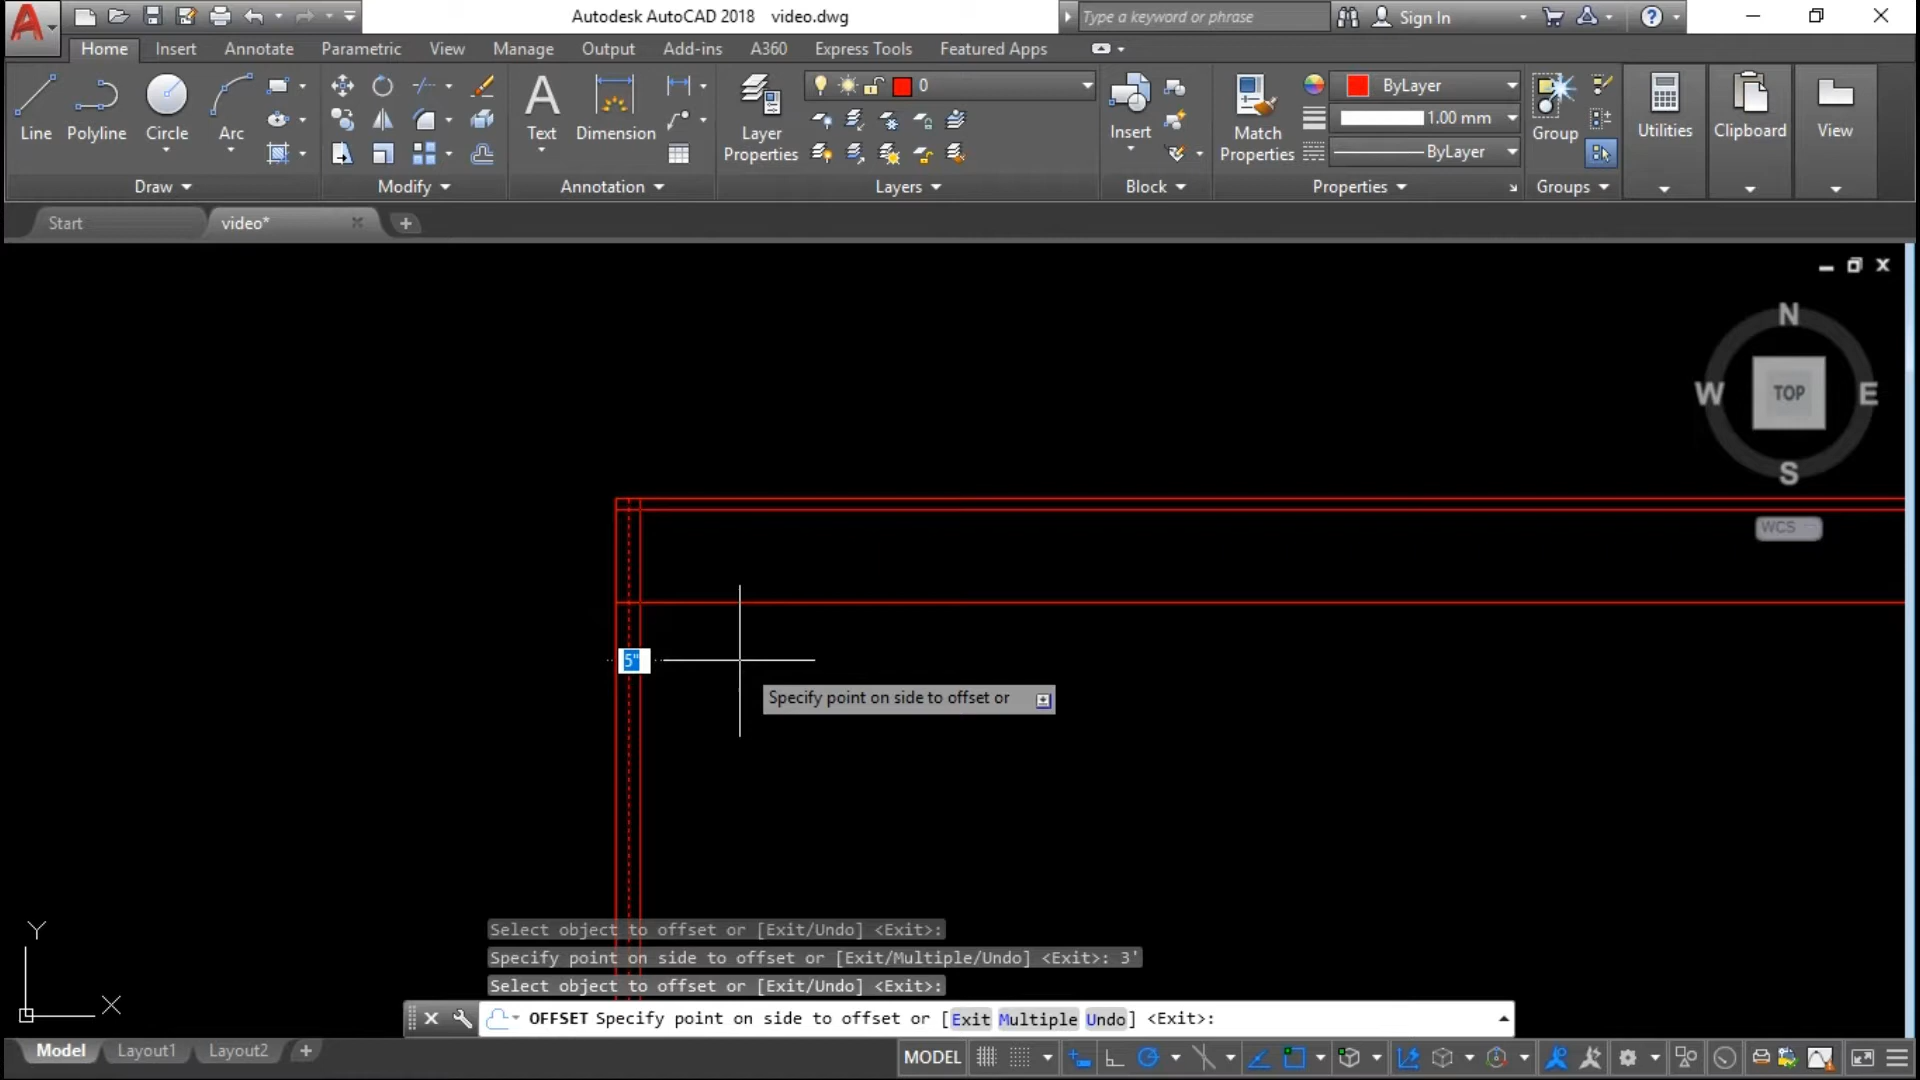 Autodesk AutoCAD 2018 video.dwg
Type a keyword or phrase
Sign In
Home Insert Annotate Parametric View Manage Output Add-ins A360 Express Tools Featured Apps
Line Polyline Circle Arc
Text Dimension
Layer Properties
0
Insert
Match Properties
ByLayer
1.00 mm
ByLayer
Group
Utilities
Clipboard
View
Draw Modify Annotation Layers Block Properties Groups
Start video*
N
W TOP E
S
WCS
5"
Specify point on side to offset or
Y
X
Select object to offset or [Exit/Undo] <Exit>:
Specify point on side to offset or [Exit/Multiple/Undo] <Exit>: 3'
Select object to offset or [Exit/Undo] <Exit>:
OFFSET Specify point on side to offset or [Exit Multiple Undo] <Exit>:
Model Layout1 Layout2 +
MODEL